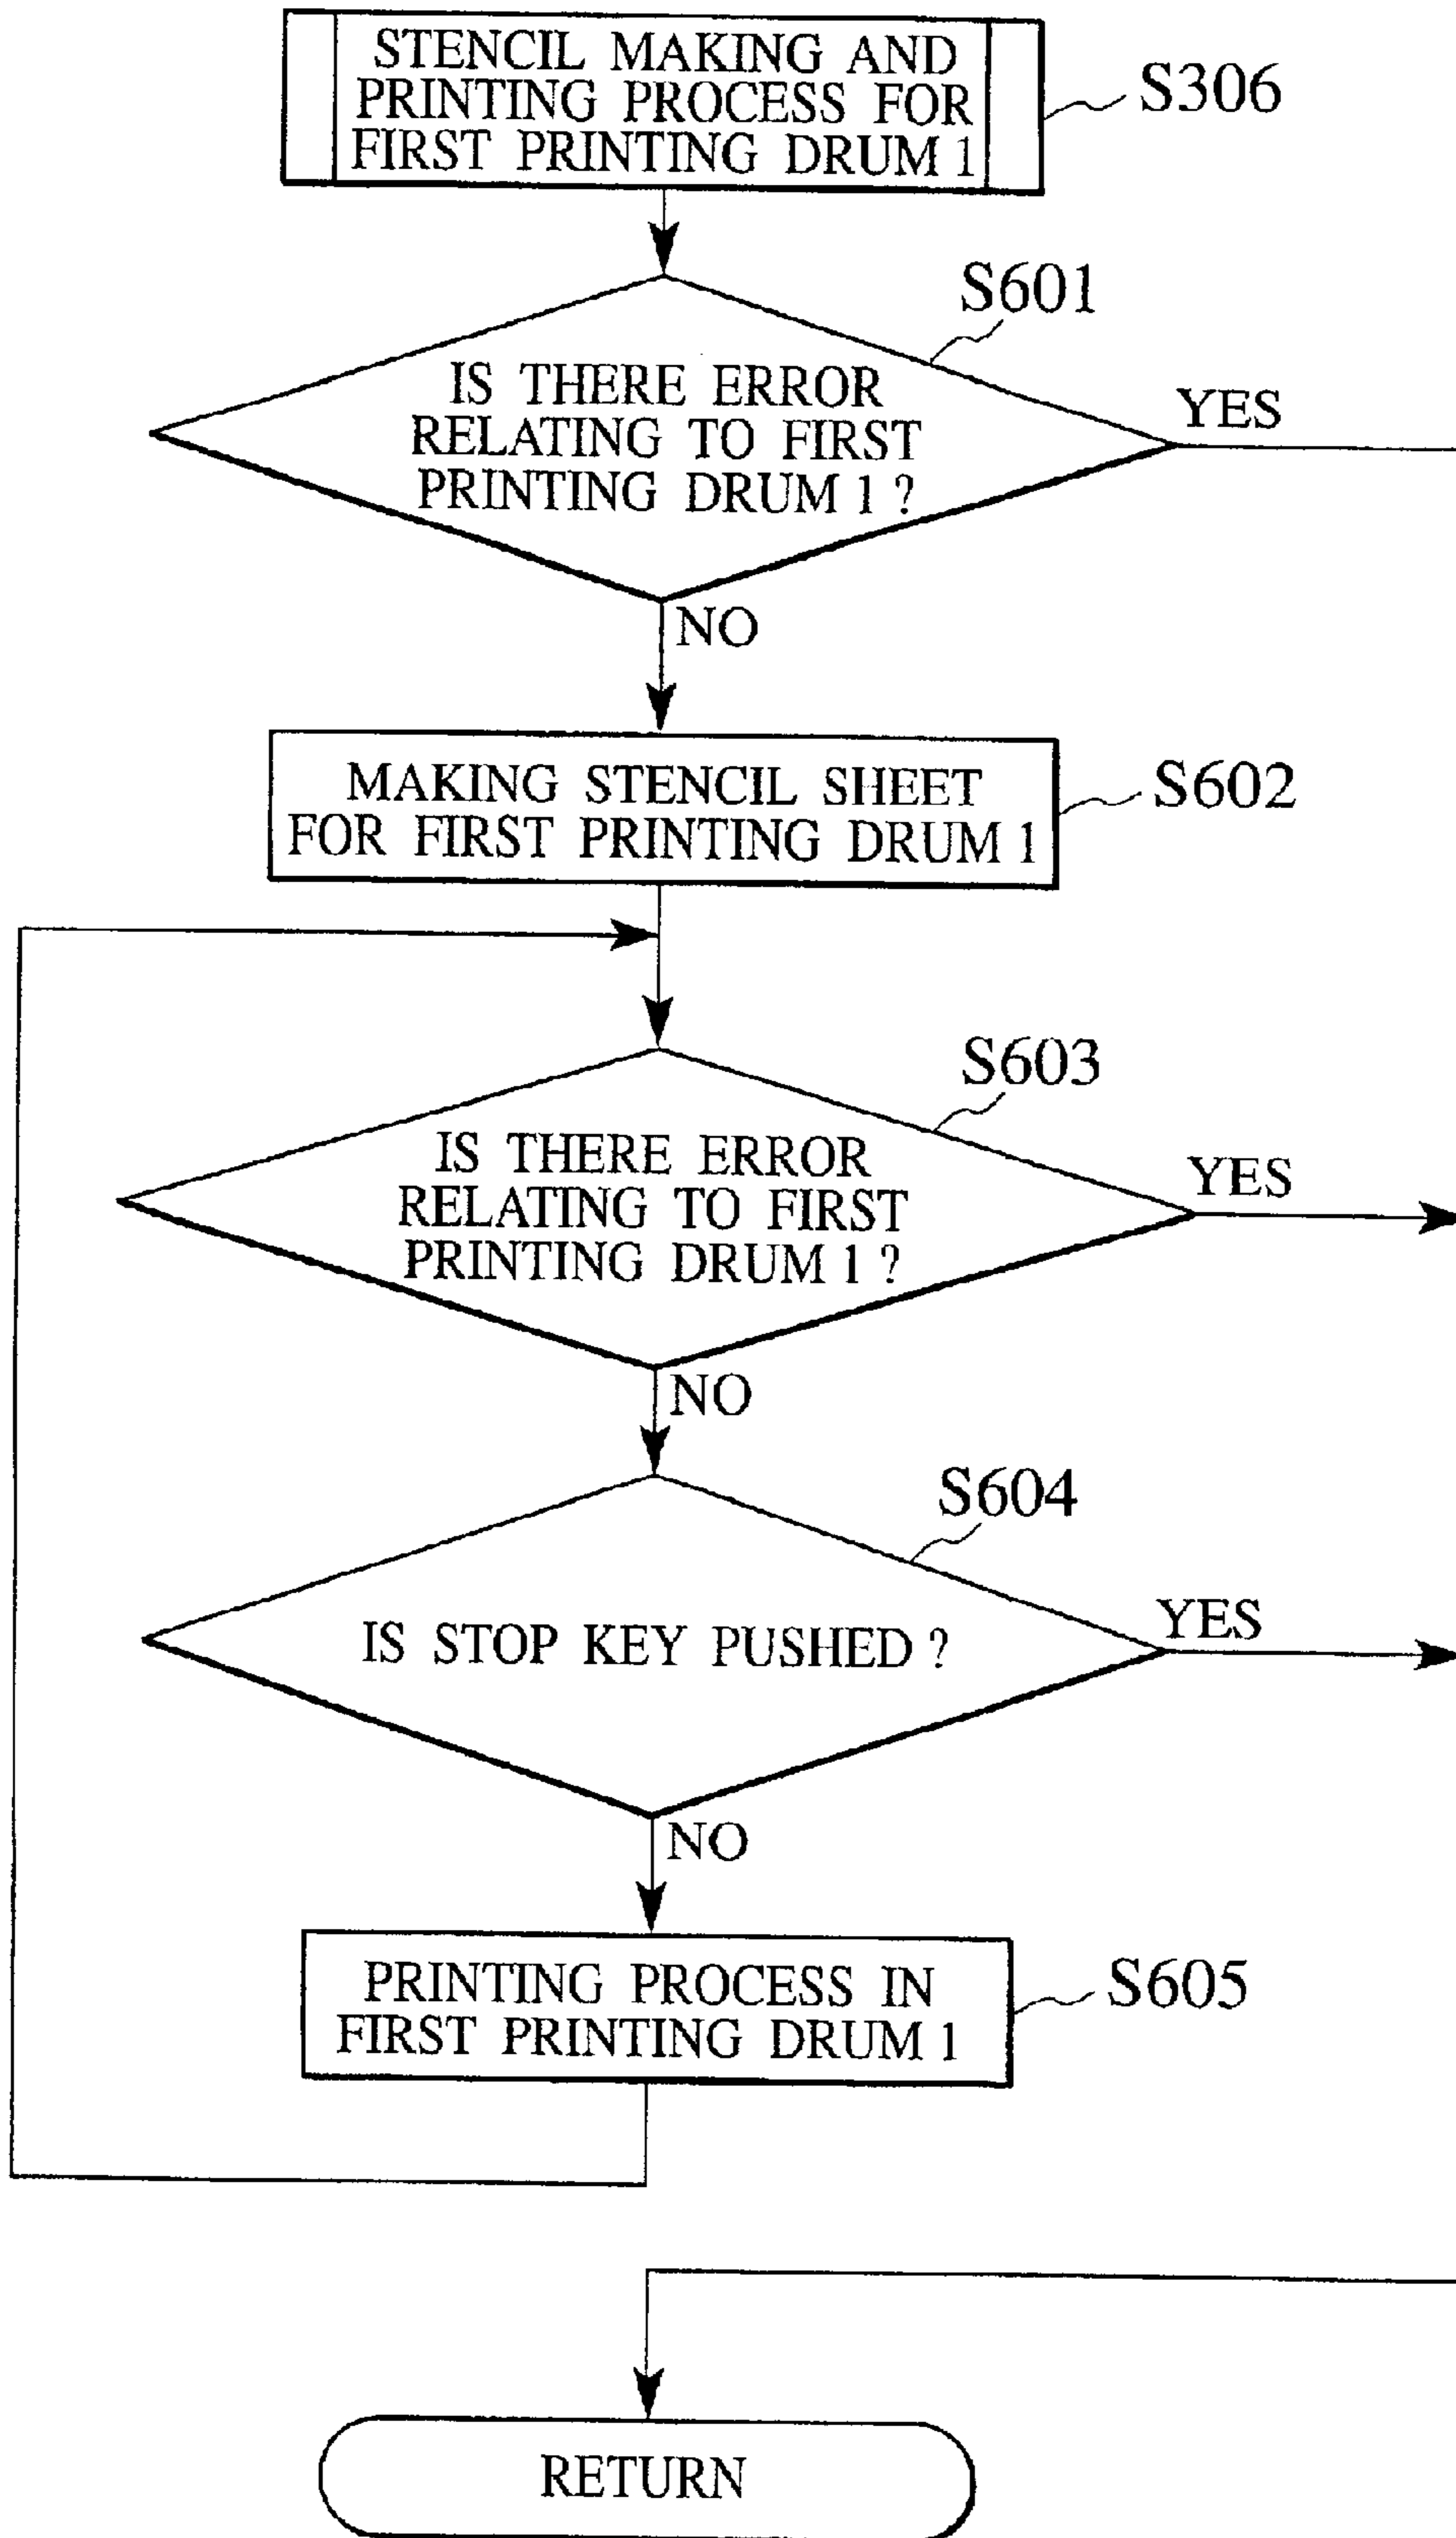 STENCIL MAKING AND
PRINTING PROCESS FOR
FIRST PRINTING DRUM 1
S306
S601
IS THERE ERROR
RELATING TO FIRST
PRINTING DRUM 1 ?
YES
NO
MAKING STENCIL SHEET
FOR FIRST PRINTING DRUM 1
S602
S603
IS THERE ERROR
RELATING TO FIRST
PRINTING DRUM 1 ?
YES
NO
S604
IS STOP KEY PUSHED ?
YES
NO
PRINTING PROCESS IN
FIRST PRINTING DRUM 1
S605
RETURN